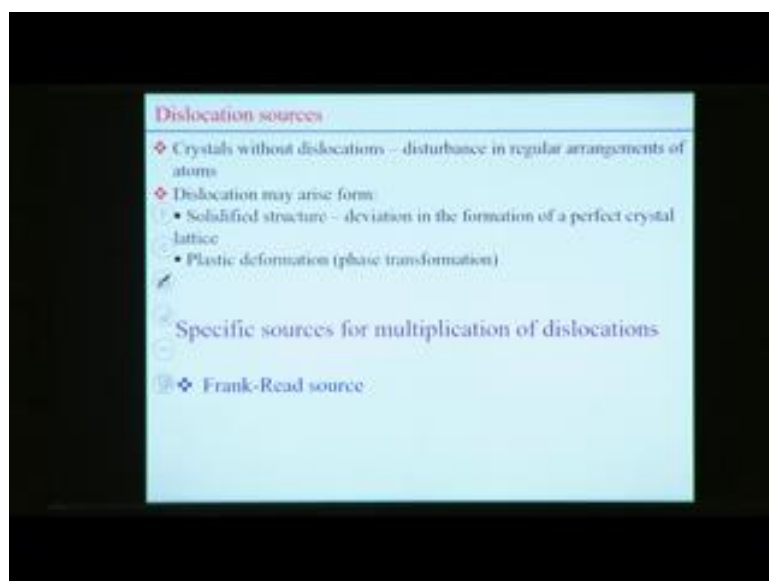 Dislocation sources
❖ Crystals without dislocations – disturbance in regular arrangements of
atoms
❖ Dislocation may arise form:
• Solidified structure – deviation in the formation of a perfect crystal
lattice
• Plastic deformation (phase transformation)
Specific sources for multiplication of dislocations
❖ Frank-Read source